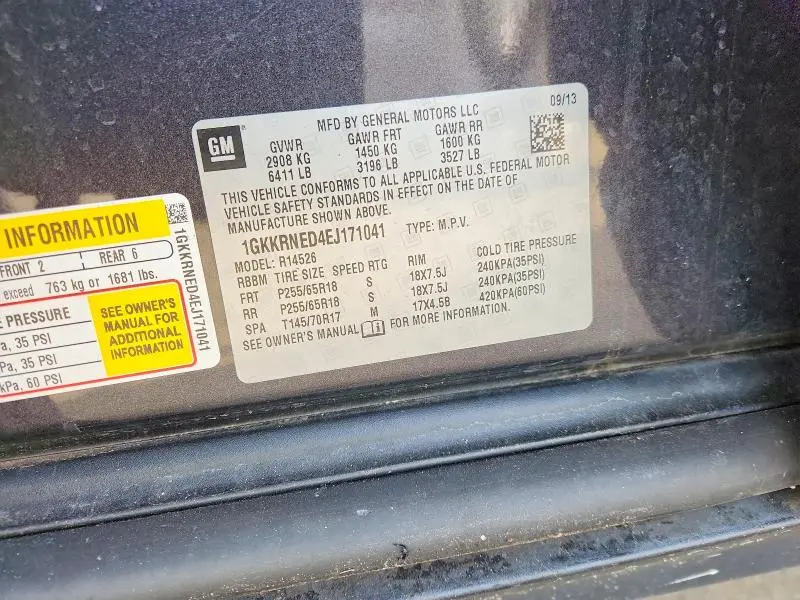 MFD BY GENERAL MOTORS LLC 09/13
GM
GVWR GAWR FRT GAWR RR
2908 KG 1450 KG 1600 KG
6411 LB 3196 LB 3527 LB
THIS VEHICLE CONFORMS TO ALL APPLICABLE U.S. FEDERAL MOTOR
VEHICLE SAFETY STANDARDS IN EFFECT ON THE DATE OF
MANUFACTURE SHOWN ABOVE.
1GKKRNED4EJ171041 TYPE: M.P.V.
MODEL: R14526
RBBM TIRE SIZE SPEED RTG RIM COLD TIRE PRESSURE
FRT P255/65R18 S 18X7.5J 240KPA(35PSI)
RR P255/65R18 S 18X7.5J 240KPA(35PSI)
SPA T145/70R17 M 17X4.5B 420KPA(60PSI)
SEE OWNER'S MANUAL FOR MORE INFORMATION.
INFORMATION
FRONT 2 REAR 6
exceed 763 kg or 1681 lbs.
PRESSURE
, 35 PSI
, 35 PSI
kPa, 60 PSI
SEE OWNER'S
MANUAL FOR
ADDITIONAL
INFORMATION
1GKKRNED4EJ171041